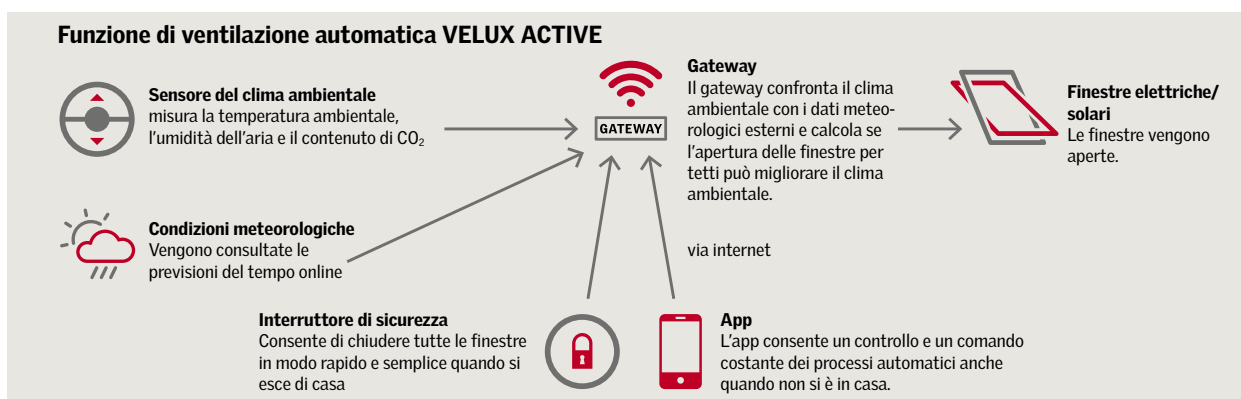 Funzione di ventilazione automatica VELUX ACTIVE
Sensore del clima ambientale
misura la temperatura ambientale,
l'umidità dell'aria e il contenuto di CO₂
GATEWAY
Gateway
Il gateway confronta il clima
ambientale con i dati meteo-
rologici esterni e calcola se
l'apertura delle finestre per
tetti può migliorare il clima
ambientale.
Finestre elettriche/
solari
Le finestre vengono
aperte.
Condizioni meteorologiche
Vengono consultate le
previsioni del tempo online
via internet
Interruttore di sicurezza
Consente di chiudere tutte le finestre
in modo rapido e semplice quando si
esce di casa
App
L'app consente un controllo e un comando
costante dei processi automatici anche
quando non si è in casa.